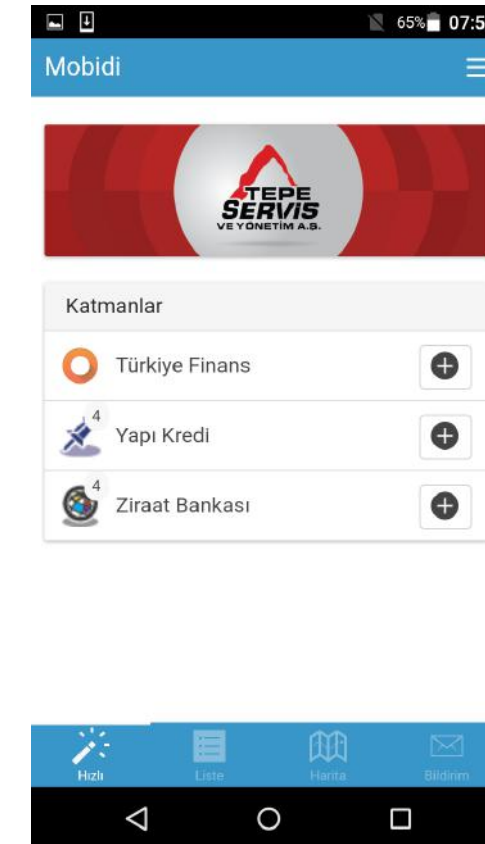 65% 07:5
Mobidi
TEPE
SERVİS
VE YÖNETİM A.Ş.
Katmanlar
Türkiye Finans
4
Yapı Kredi
4
Ziraat Bankası
Hızlı Liste Harita Bildirim